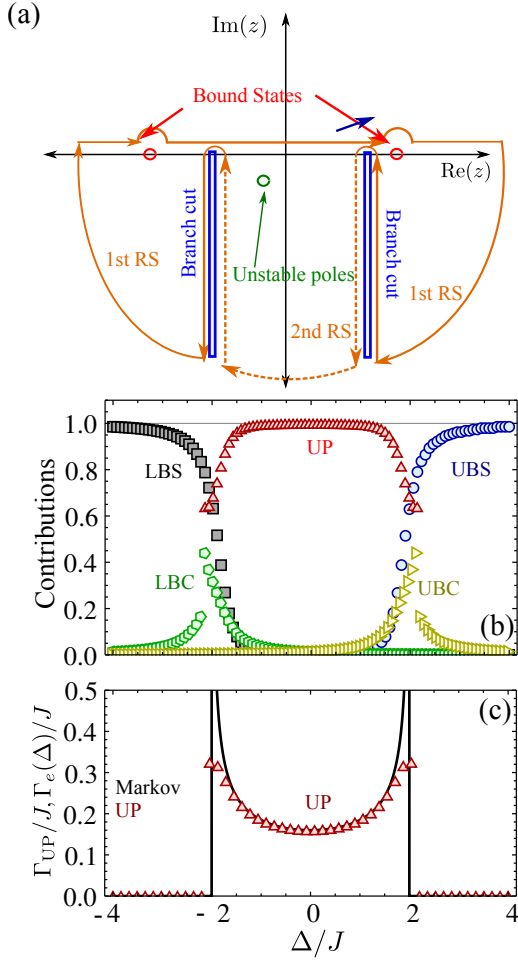 (a)
Im(z)
Bound States
Re(z)
1st RS
Branch cut
Unstable poles
2nd RS
Branch cut
1st RS
Contributions
1.0
0.8
0.6
0.4
0.2
0.0
LBS
UP
UBS
LBC
UBC
(b)
(c)
Γ_UP/J, Γ_e(Δ)/J
0.5
0.4
0.3
0.2
0.1
0.0
Markov
UP
UP
-4 -2 0 2 4
Δ/J